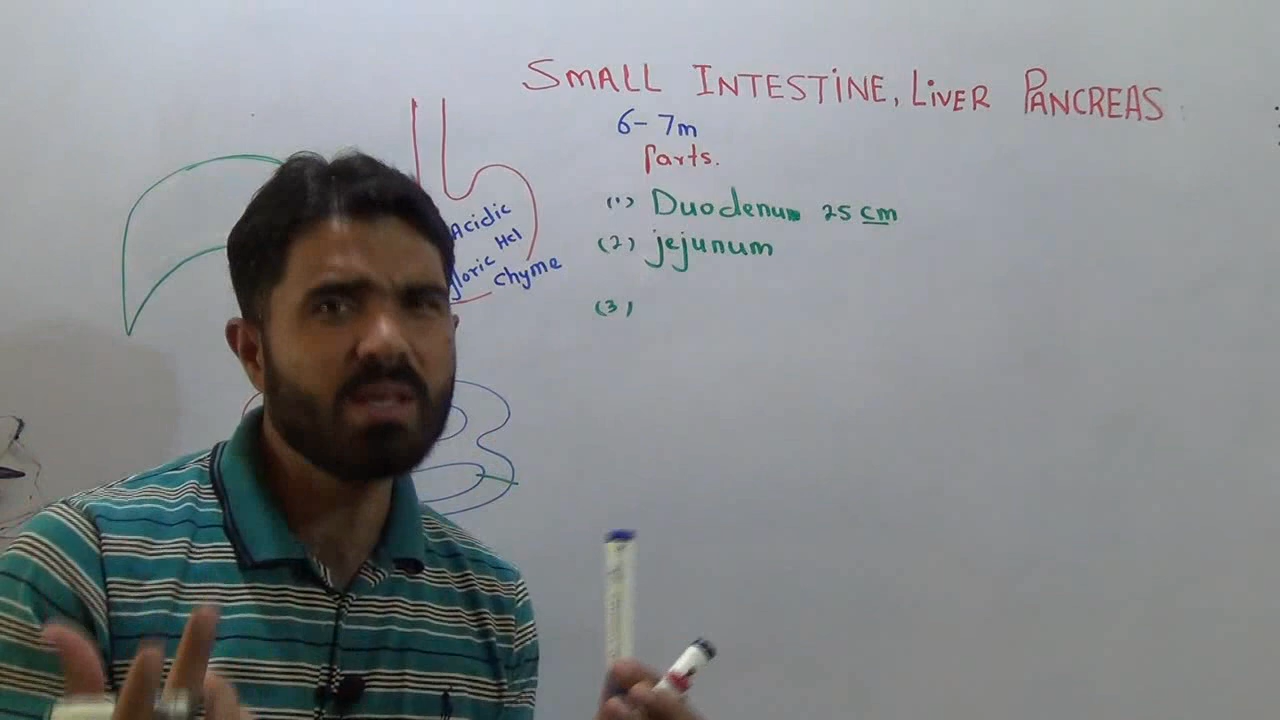 SMALL INTESTINE, LIVER PANCREAS
6-7m
Parts.
(1) Duodenum 25 cm
(2) jejunum
(3)
Acidic
Hcl
chyme